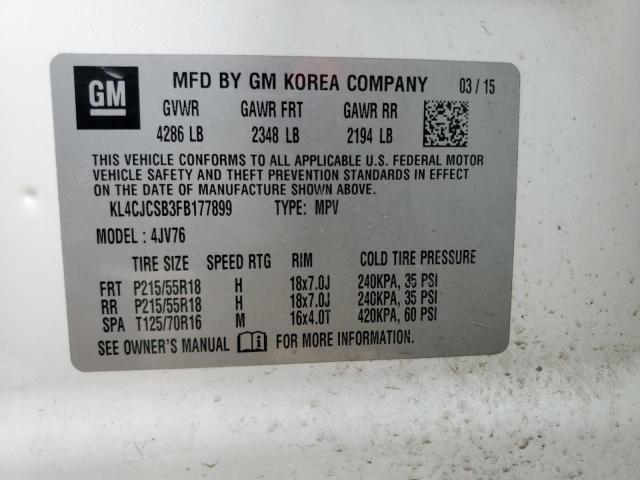 GM
MFD BY GM KOREA COMPANY 03 / 15
GVWR GAWR FRT GAWR RR
4286 LB 2348 LB 2194 LB
THIS VEHICLE CONFORMS TO ALL APPLICABLE U.S. FEDERAL MOTOR
VEHICLE SAFETY AND THEFT PREVENTION STANDARDS IN EFFECT
ON THE DATE OF MANUFACTURE SHOWN ABOVE.
KL4CJCSB3FB177899 TYPE: MPV
MODEL: 4JV76
TIRE SIZE SPEED RTG RIM COLD TIRE PRESSURE
FRT P215/55R18 H 18x7.0J 240KPA, 35 PSI
RR P215/55R18 H 18x7.0J 240KPA, 35 PSI
SPA T125/70R16 M 16x4.0T 420KPA, 60 PSI
SEE OWNER'S MANUAL FOR MORE INFORMATION.